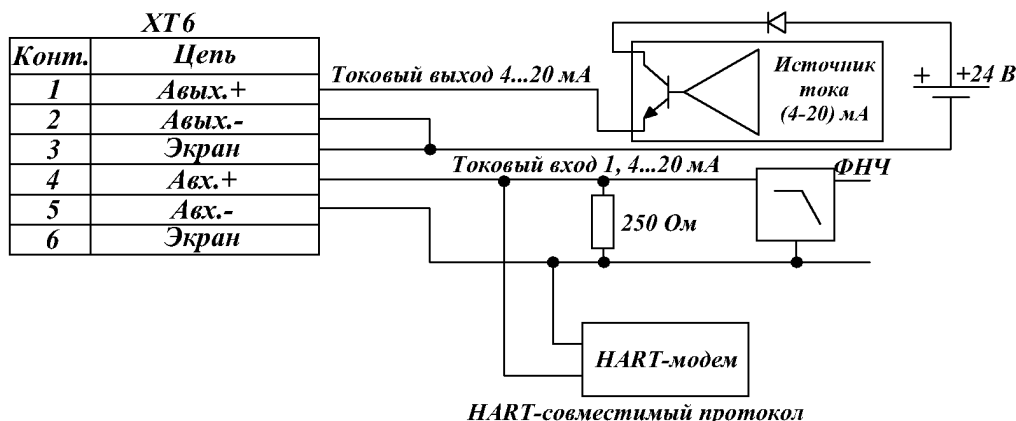 XT6
Конт. Цепь
1 Авых.+
2 Авых.-
3 Экран
4 Авх.+
5 Авх.-
6 Экран
Токовый выход 4...20 мА
Источник
тока
(4-20) мА
+ +24 В
Токовый вход 1, 4...20 мА
ФНЧ
250 Ом
HART-модем
HART-совместимый протокол